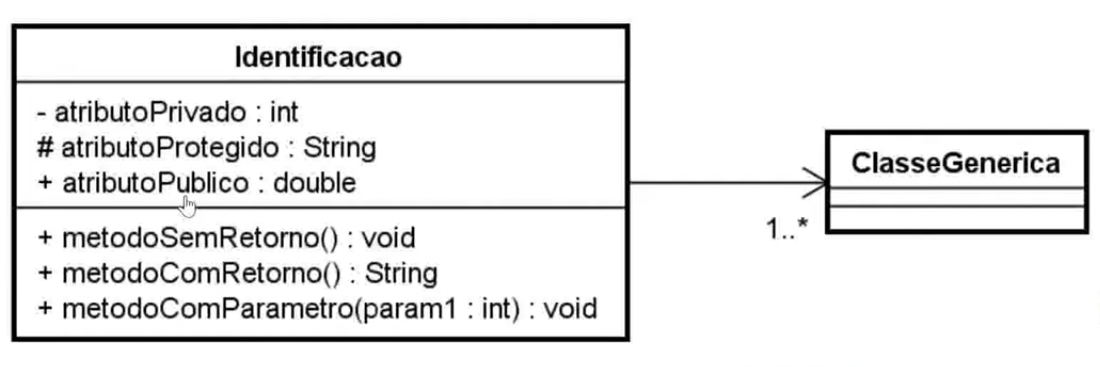 Identificacao
- atributoPrivado : int
# atributoProtegido : String
+ atributoPublico : double
+ metodoSemRetorno() : void
+ metodoComRetorno() : String
+ metodoComParametro(param1 : int) : void
ClasseGenerica
1..*